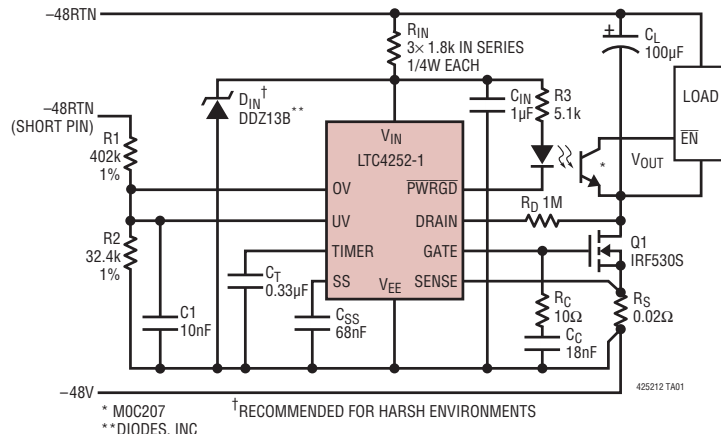 –48RTN
RIN
3× 1.8k IN SERIES
1/4W EACH
+
CL
100µF
LOAD
EN
VOUT
–48RTN
(SHORT PIN)
DIN†
DDZ13B**
CIN
1µF
R3
5.1k
*
R1
402k
1%
R2
32.4k
1%
C1
10nF
CT
0.33µF
CSS
68nF
VIN
LTC4252-1
OV
UV
TIMER
SS
VEE
PWRGD
DRAIN
GATE
SENSE
RD 1M
Q1
IRF530S
RC
10Ω
CC
18nF
RS
0.02Ω
–48V
425212 TA01
* M0C207
†RECOMMENDED FOR HARSH ENVIRONMENTS
**DIODES, INC